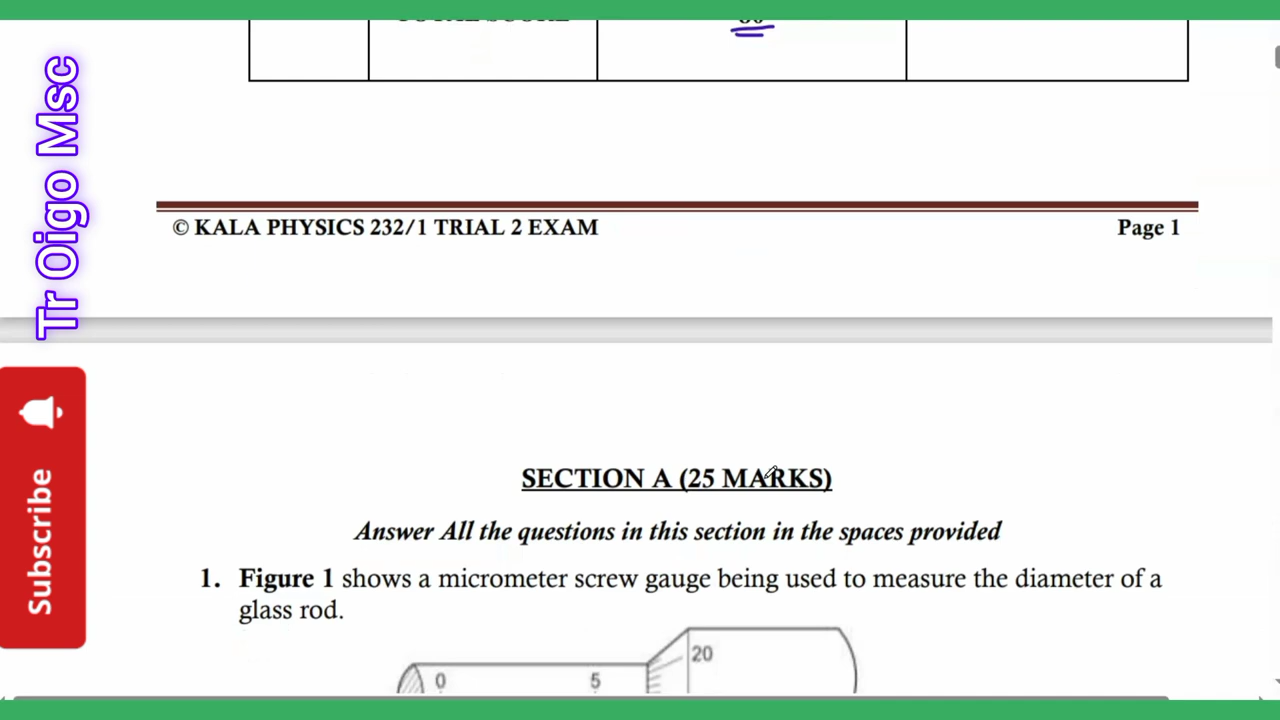 © KALA PHYSICS 232/1 TRIAL 2 EXAM
Page 1
Tr Oigo Msc
Subscribe
SECTION A (25 MARKS)
Answer All the questions in this section in the spaces provided
1. Figure 1 shows a micrometer screw gauge being used to measure the diameter of a
glass rod.
20
0 5